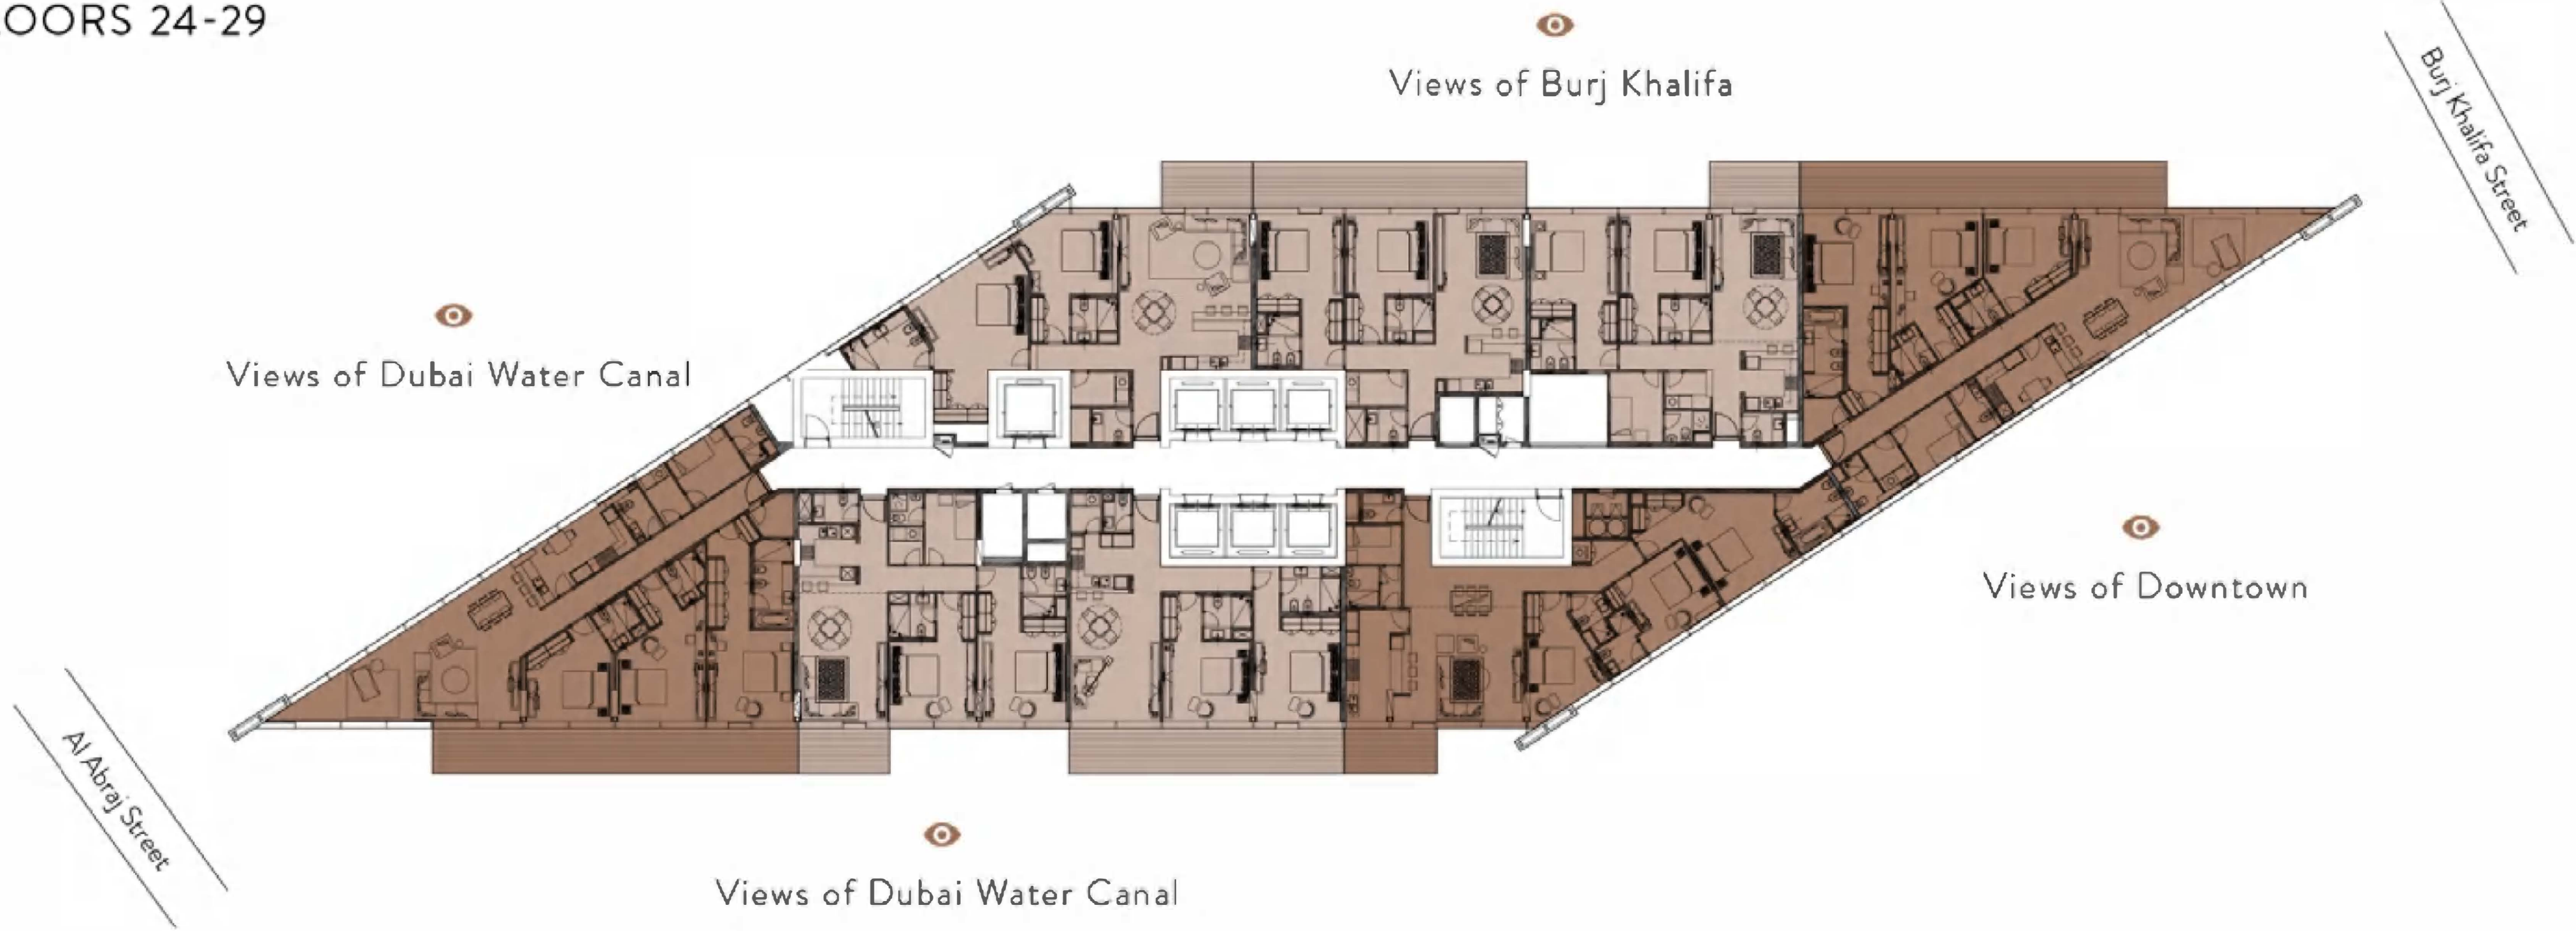 OORS 24-29
Views of Burj Khalifa
Burj Khalifa Street
Views of Dubai Water Canal
Views of Downtown
Al Abraj Street
Views of Dubai Water Canal